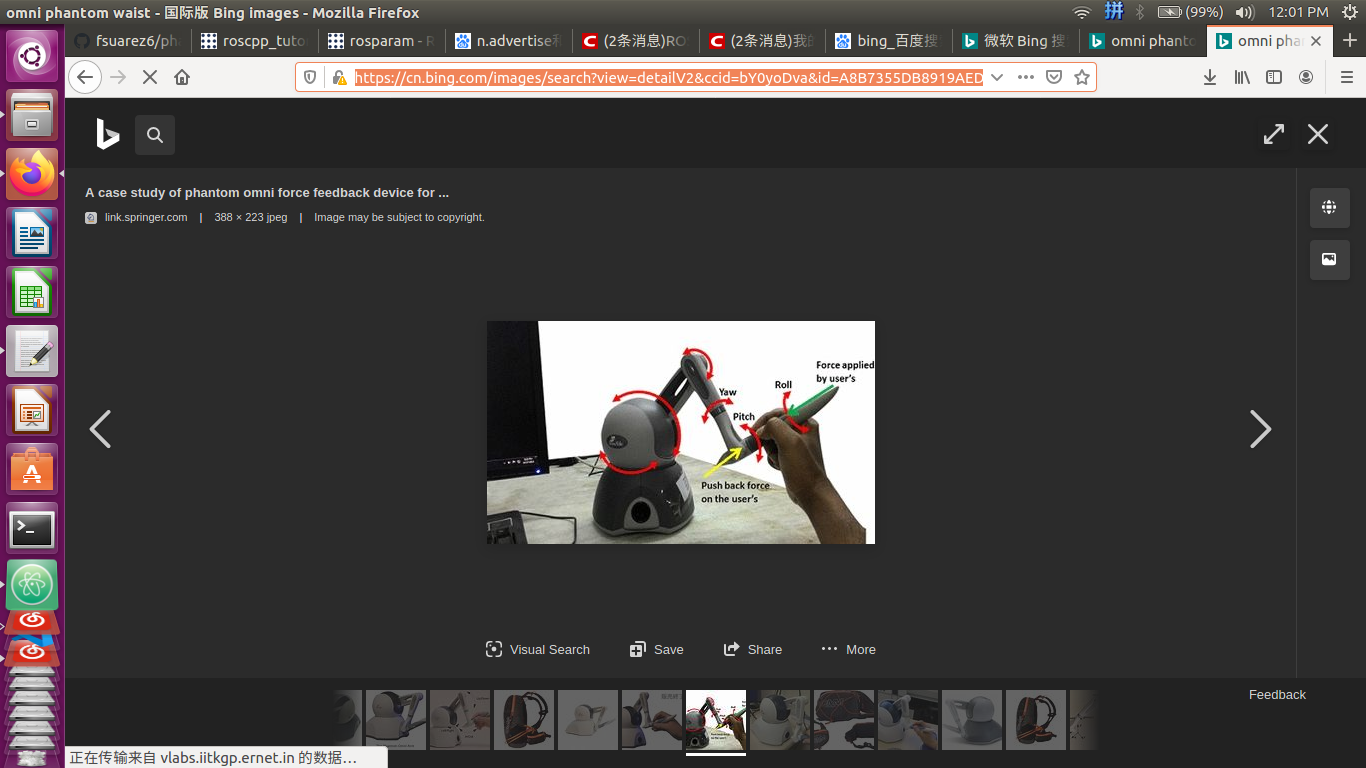 omni phantom waist - 国际版 Bing images - Mozilla Firefox
拼
(99%)
12:01 PM
fsuarez6/ph
roscpp_tuto
rosparam - R
n.advertise和
(2条消息)RO
(2条消息)我的
bing_百度搜
微软 Bing 搜
omni phanto
omni pha
https://cn.bing.com/images/search?view=detailV2&ccid=bY0yoDva&id=A8B7355DB8919AED
A case study of phantom omni force feedback device for ...
link.springer.com | 388 × 223 jpeg | Image may be subject to copyright.
Force applied
by user's
Roll
Yaw
Pitch
Push back force
on the user's
Visual Search
Save
Share
More
Feedback
正在传输来自 vlabs.iitkgp.ernet.in 的数据…